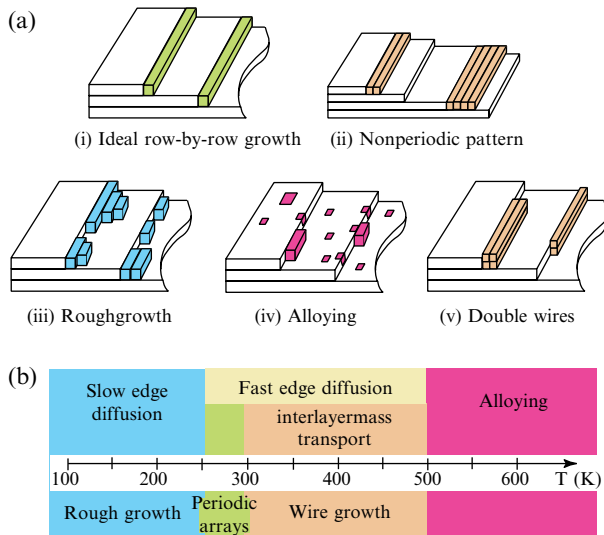 (a)
(i) Ideal row-by-row growth
(ii) Nonperiodic pattern
(iii) Roughgrowth
(iv) Alloying
(v) Double wires
(b)
Slow edge
diffusion
Fast edge diffusion
interlayermass
transport
Alloying
100 200 300 400 500 600 T (K)
Rough growth
Periodic
arrays
Wire growth